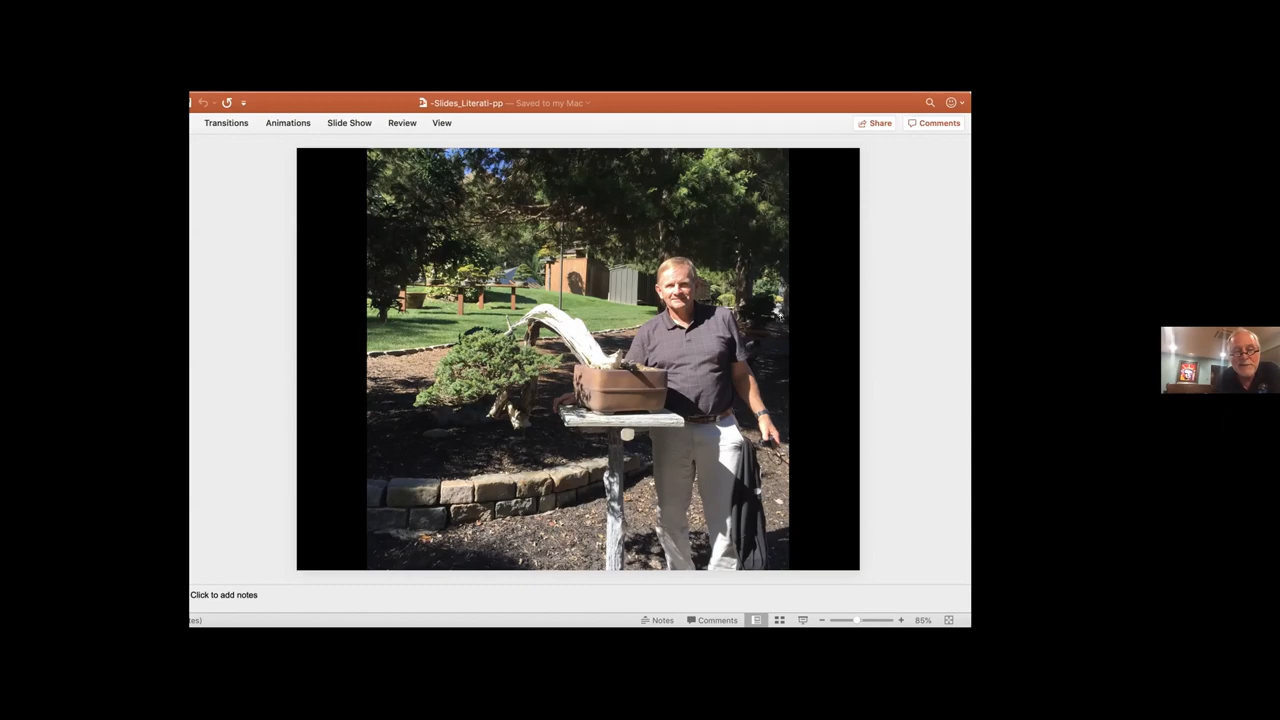 -Slides_Literati-pp — Saved to my Mac
Transitions Animations Slide Show Review View Share Comments
Click to add notes
tes) Notes Comments 85%